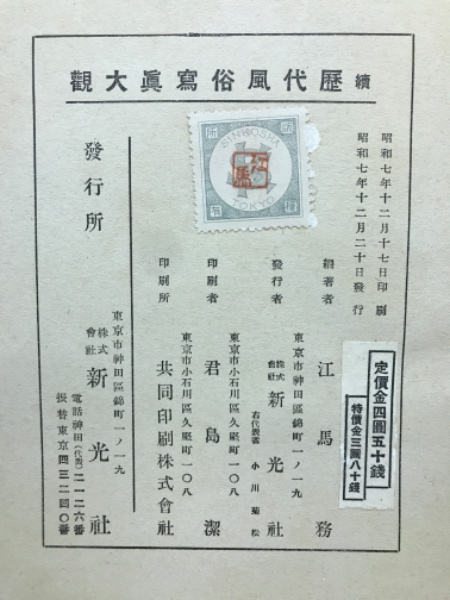 續 歷代風俗寫眞大觀
昭和七年十二月十七日印刷
昭和七年十二月二十日發行
定價金四圓五十錢
特價金三圓八十錢
編著者 江馬務
東京市神田區錦町一ノ一九
發行者 株式會社 新光社
右代表者 小川菊松
東京市小石川區久堅町一〇八
印刷者 君島潔
東京市小石川區久堅町一〇八
印刷所 共同印刷株式會社
發行所
東京市神田區錦町一ノ一九
株式會社 新光社
電話神田(代表)二一二六番
振替東京四三二四〇番
SINKOSHA
TOKYO
版權所有
江馬